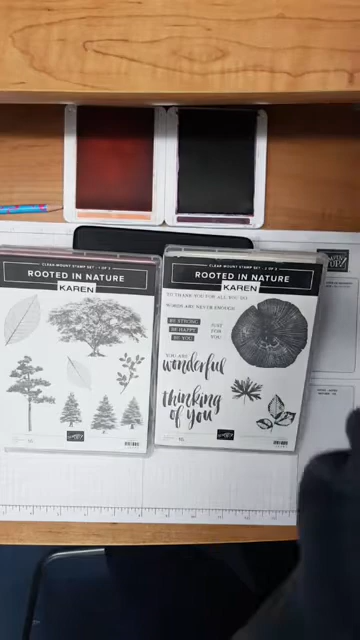 CLEAR-MOUNT STAMP SET · 1 OF 2
ROOTED IN NATURE
KAREN
CLEAR-MOUNT STAMP SET · 2 OF 2
ROOTED IN NATURE
KAREN
TO THANK YOU FOR ALL YOU DO,
WORDS ARE NEVER ENOUGH
BE STRONG
BE HAPPY
BE YOU
JUST
FOR
YOU
YOU ARE
wonderful
thinking
of you
STAMPIN'
UP!